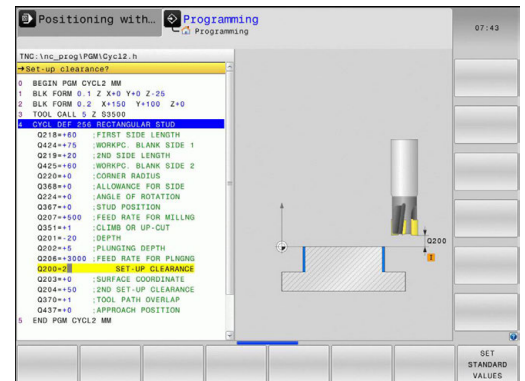 Positioning with...
Programming
Programming
07:43
TNC:\nc_prog\PGM\Cycl2.h
→Set-up clearance?
0 BEGIN PGM CYCL2 MM
1 BLK FORM 0.1 Z X+0 Y+0 Z-25
2 BLK FORM 0.2 X+150 Y+100 Z+0
3 TOOL CALL 5 Z S3500
4 CYCL DEF 256 RECTANGULAR STUD
Q218=+60 ;FIRST SIDE LENGTH
Q424=+75 ;WORKPC. BLANK SIDE 1
Q219=+20 ;2ND SIDE LENGTH
Q425=+60 ;WORKPC. BLANK SIDE 2
Q220=+0 ;CORNER RADIUS
Q368=+0 ;ALLOWANCE FOR SIDE
Q224=+0 ;ANGLE OF ROTATION
Q367=+0 ;STUD POSITION
Q207=+500 ;FEED RATE FOR MILLNG
Q351=+1 ;CLIMB OR UP-CUT
Q201=-20 ;DEPTH
Q202=+5 ;PLUNGING DEPTH
Q206=+3000 ;FEED RATE FOR PLNGNG
Q200=2 SET-UP CLEARANCE
Q203=+0 ;SURFACE COORDINATE
Q204=+50 ;2ND SET-UP CLEARANCE
Q370=+1 ;TOOL PATH OVERLAP
Q437=+0 ;APPROACH POSITION
5 END PGM CYCL2 MM
Q200
I
SET
STANDARD
VALUES